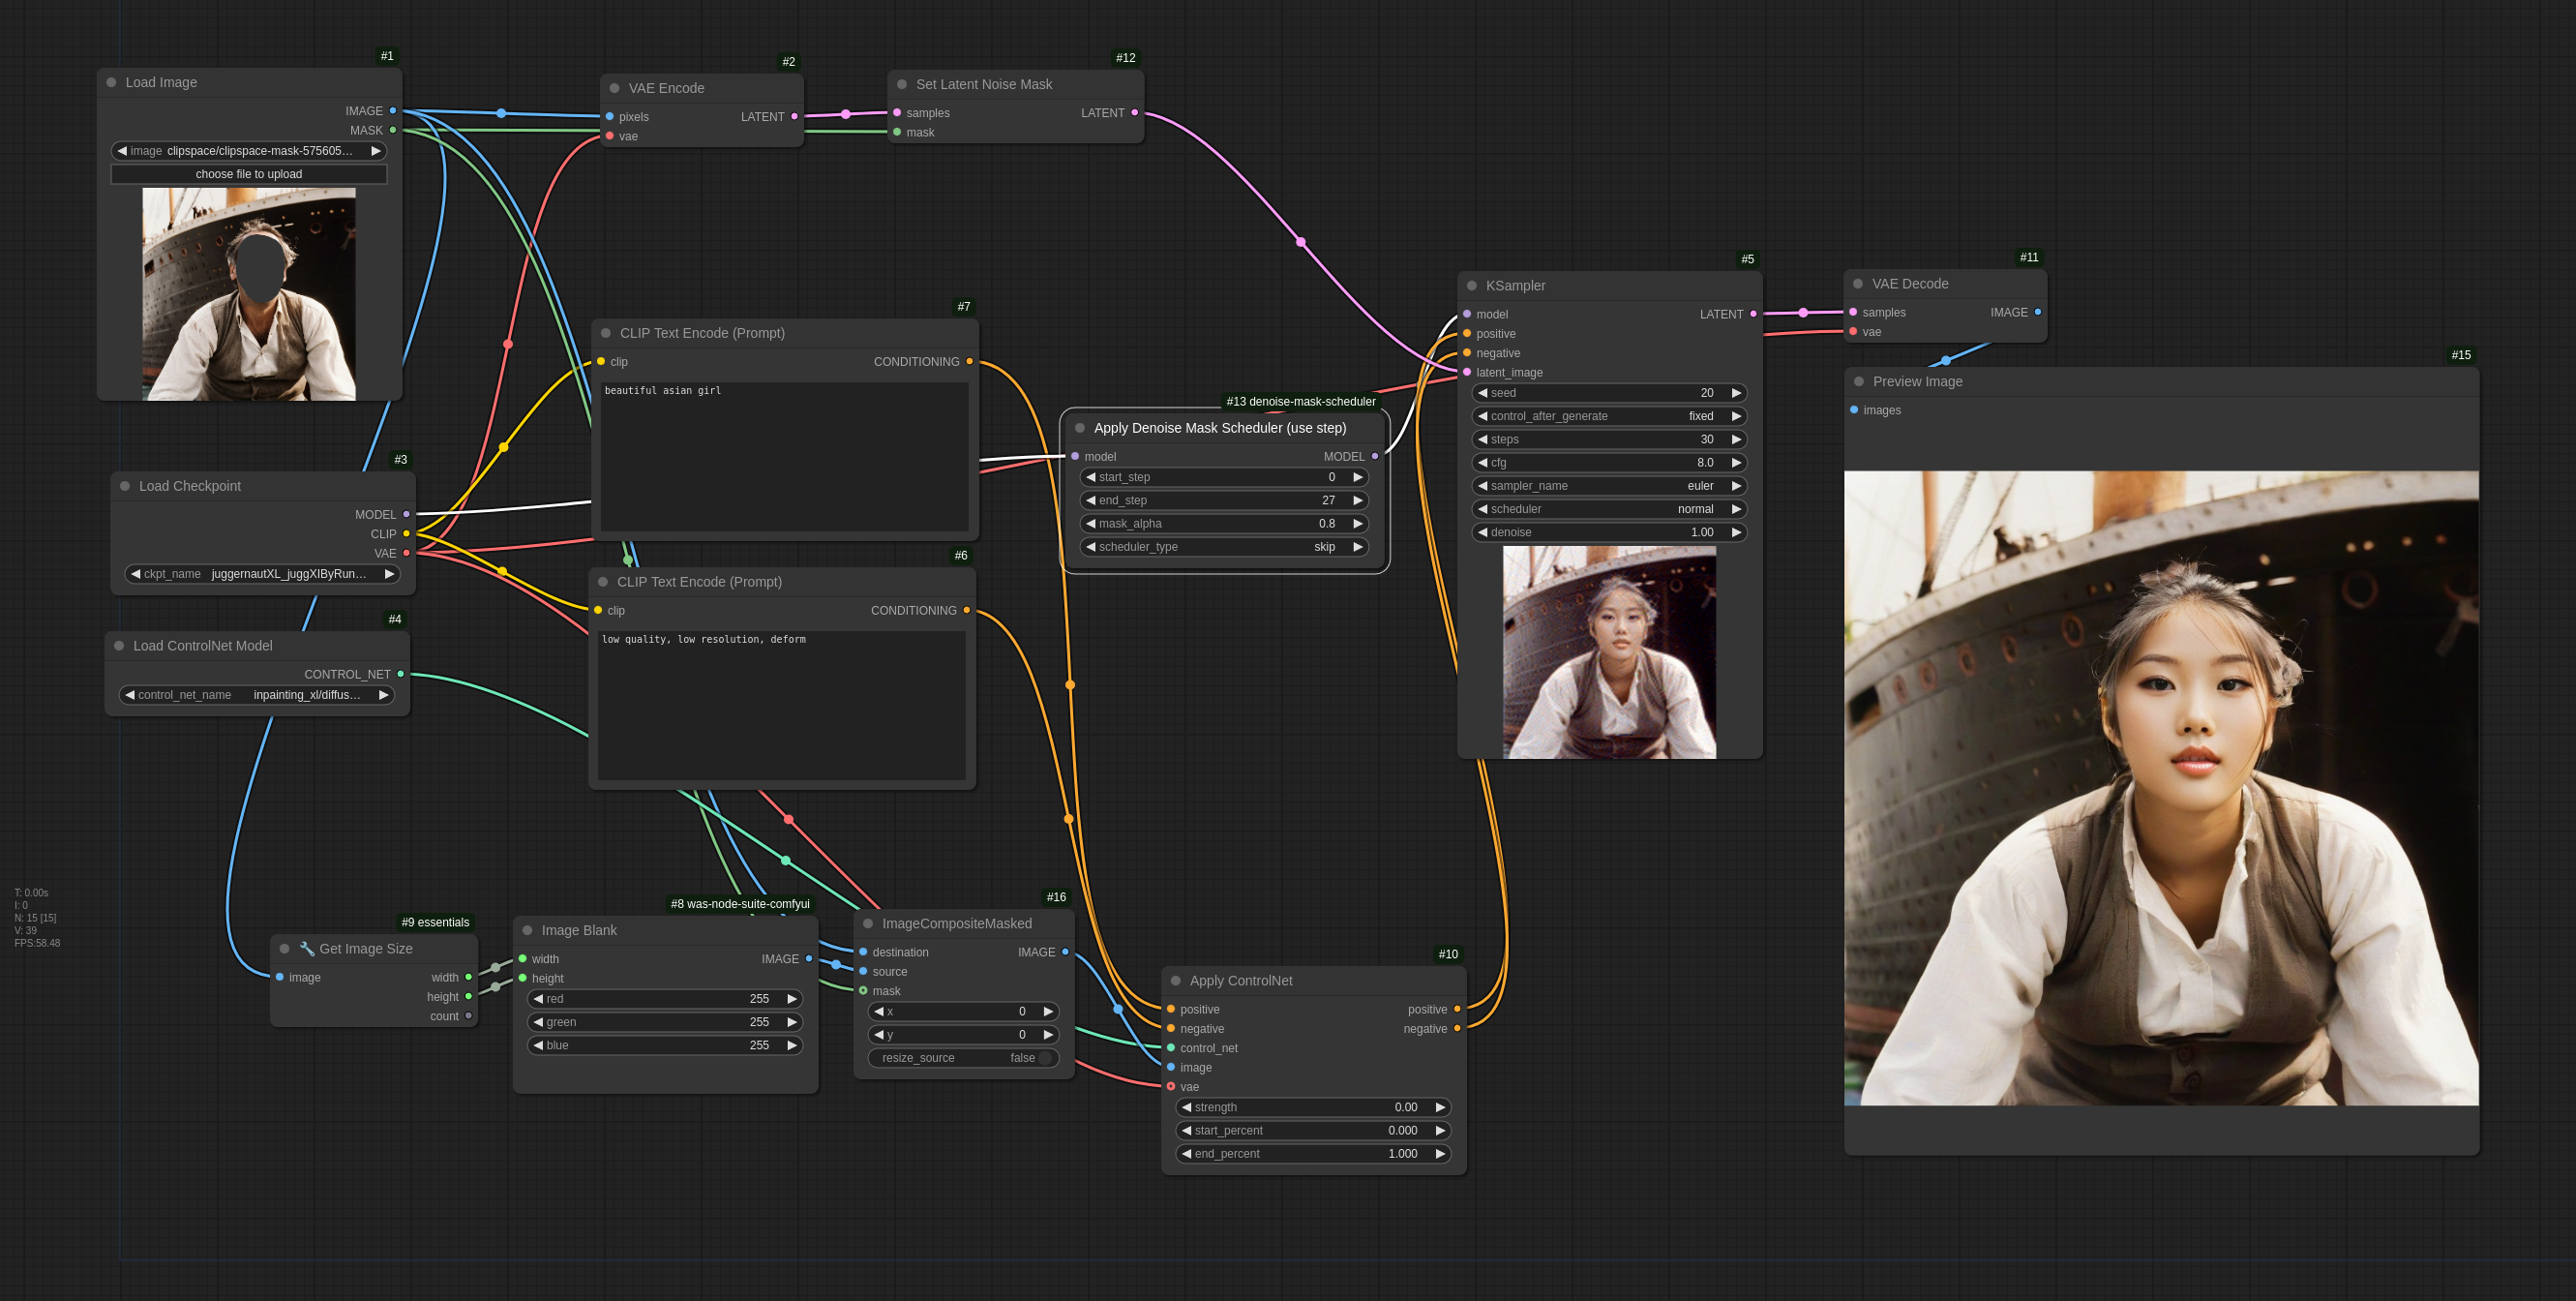 #1
Load Image
IMAGE
MASK
image clipspace/clipspace-mask-575605…
choose file to upload
#2
VAE Encode
pixels LATENT
vae
#12
Set Latent Noise Mask
samples LATENT
mask
#7
CLIP Text Encode (Prompt)
clip CONDITIONING
beautiful asian girl
#3
Load Checkpoint
MODEL
CLIP
VAE
ckpt_name juggernautXL_juggXIByRun…
#6
CLIP Text Encode (Prompt)
clip CONDITIONING
low quality, low resolution, deform
#4
Load ControlNet Model
CONTROL_NET
control_net_name inpainting_xl/diffus…
#13 denoise-mask-scheduler
Apply Denoise Mask Scheduler (use step)
model MODEL
start_step 0
end_step 27
mask_alpha 0.8
scheduler_type skip
#5
KSampler
model LATENT
positive
negative
latent_image
seed 20
control_after_generate fixed
steps 30
cfg 8.0
sampler_name euler
scheduler normal
denoise 1.00
#11
VAE Decode
samples IMAGE
vae
#15
Preview Image
images
T: 0.00s
I: 0
N: 15 [15]
V: 39
FPS:58.48
#9 essentials
🔧 Get Image Size
image width
height
count
#8 was-node-suite-comfyui
Image Blank
width IMAGE
height
red 255
green 255
blue 255
#16
ImageCompositeMasked
destination IMAGE
source
mask
x 0
y 0
resize_source false
#10
Apply ControlNet
positive positive
negative negative
control_net
image
vae
strength 0.00
start_percent 0.000
end_percent 1.000